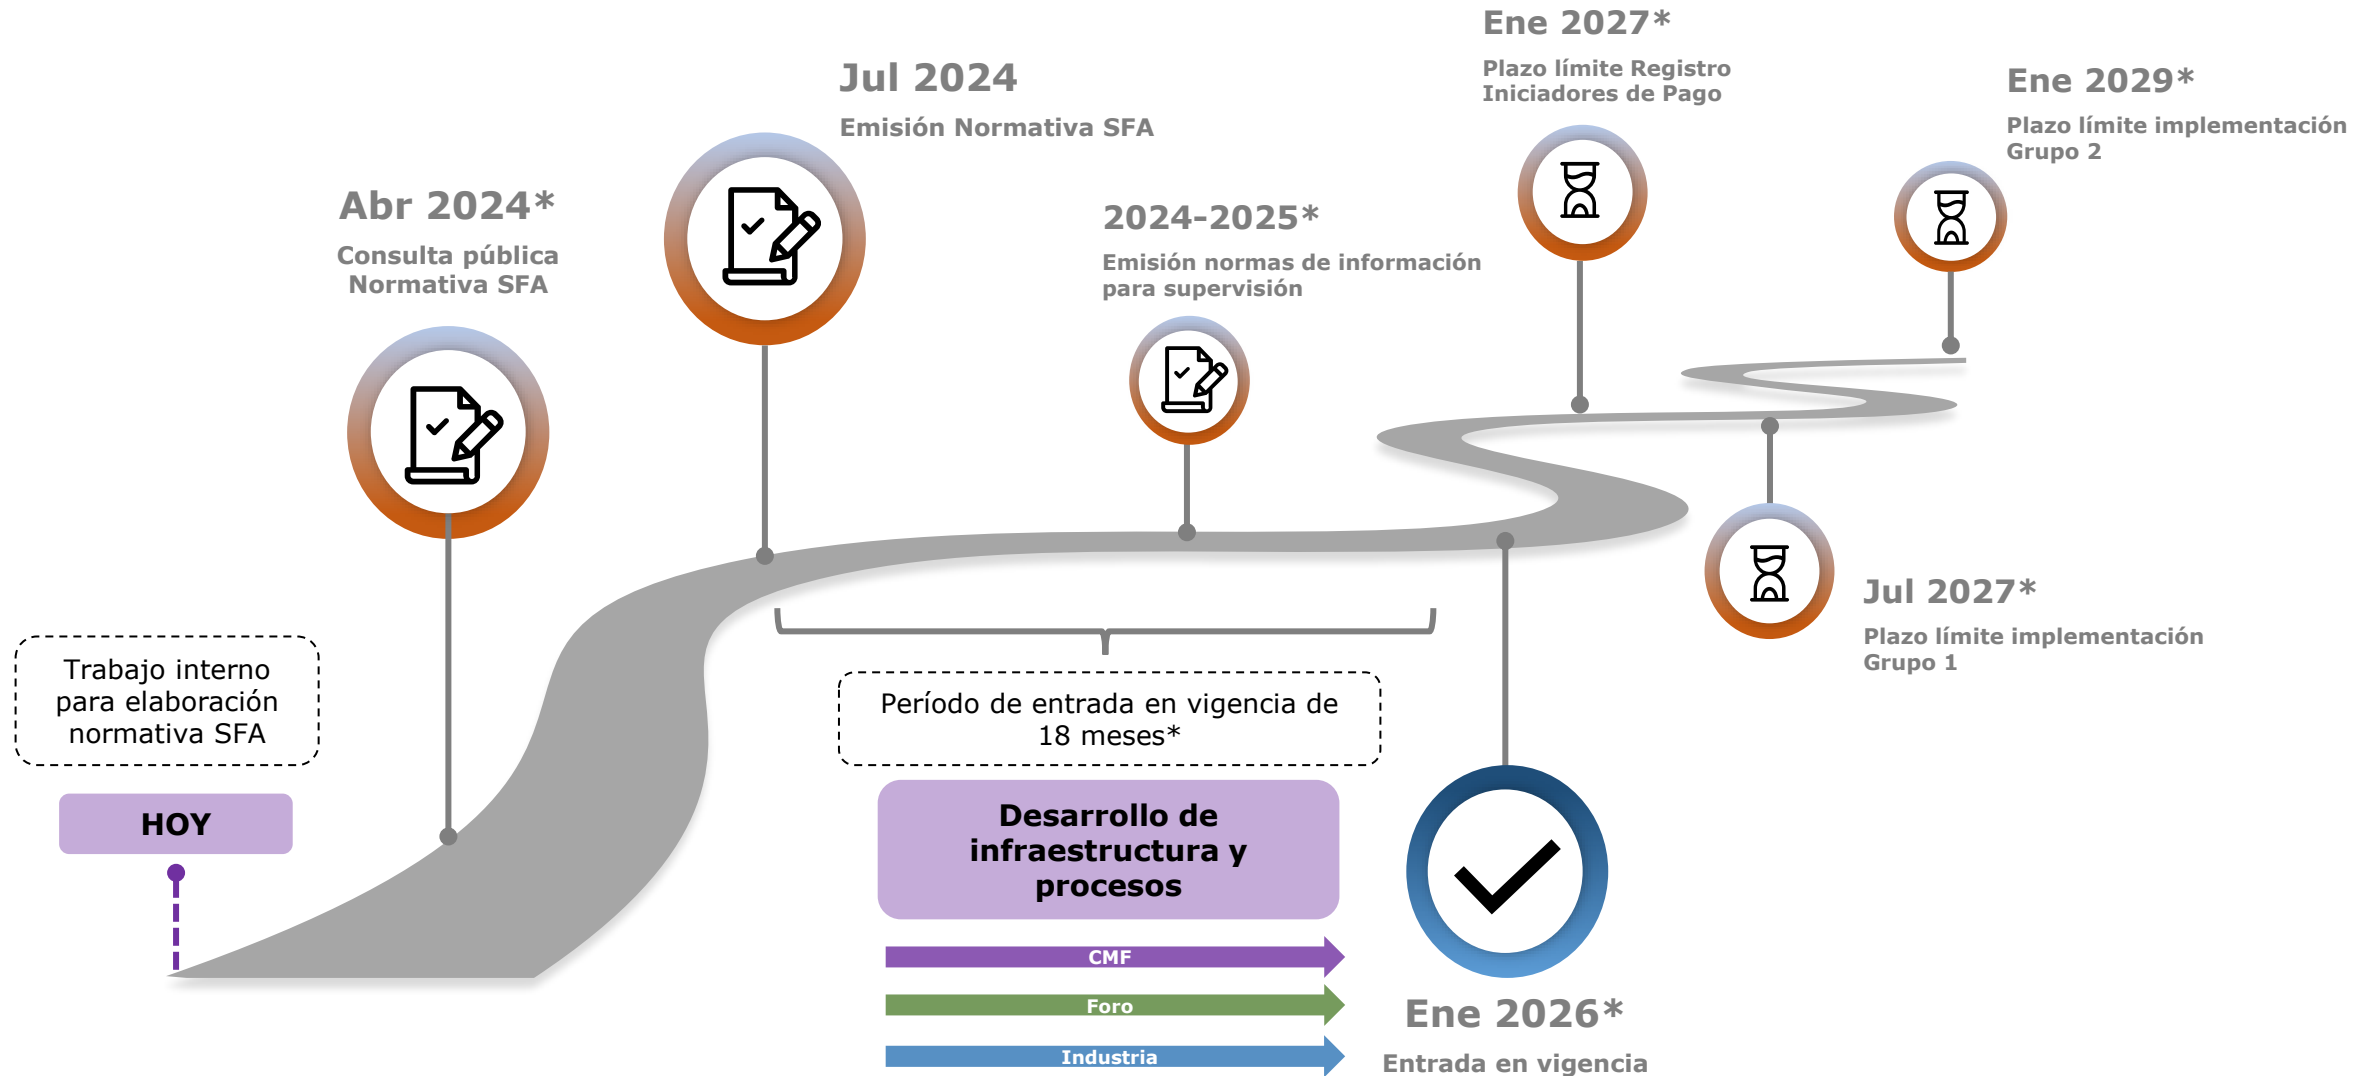 Trabajo interno
para elaboración
normativa SFA
HOY
Abr 2024*
Consulta pública
Normativa SFA
Jul 2024
Emisión Normativa SFA
2024-2025*
Emisión normas de información
para supervisión
Período de entrada en vigencia de
18 meses*
Desarrollo de
infraestructura y
procesos
CMF
Foro
Industria
Ene 2026*
Entrada en vigencia
Ene 2027*
Plazo límite Registro
Iniciadores de Pago
Jul 2027*
Plazo límite implementación
Grupo 1
Ene 2029*
Plazo límite implementación
Grupo 2